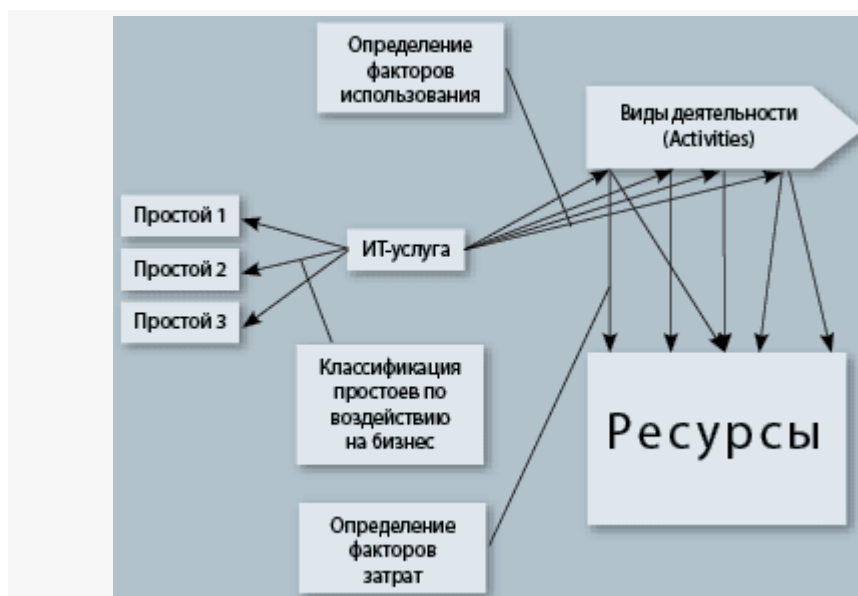 Определение
факторов
использования
Виды деятельности
(Activities)
Простой 1
Простой 2
Простой 3
ИТ-услуга
Классификация
простоев по
воздействию
на бизнес
Ресурсы
Определение
факторов
затрат